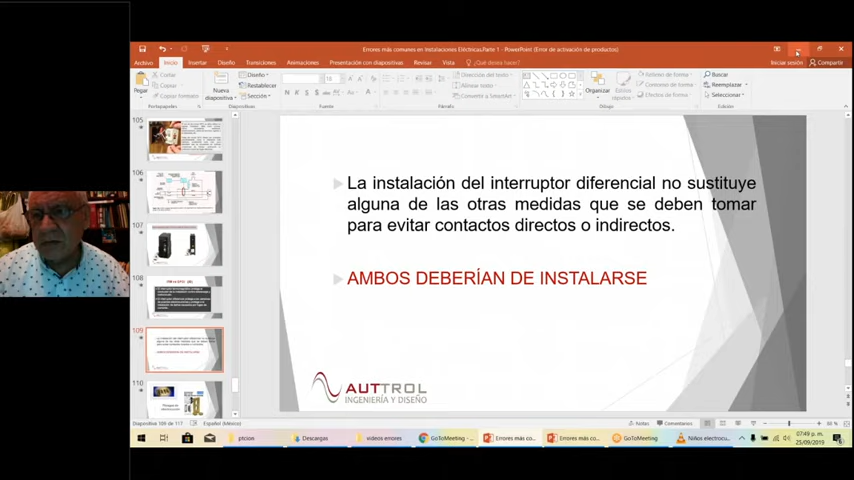 Errores más comunes en Instalaciones Eléctricas.Parte 1 - PowerPoint (Error de activación de productos)
Archivo Inicio Insertar Diseño Transiciones Animaciones Presentación con diapositivas Revisar Vista ¿Qué desea hacer? Iniciar sesión Compartir
Pegar
Cortar
Copiar
Copiar formato
Portapapeles
Nueva diapositiva
Diseño
Restablecer
Sección
Diapositivas
18
N K S
Fuente
Dirección del texto
Alinear texto
Convertir a SmartArt
Párrafo
Organizar
Estilos rápidos
Relleno de forma
Contorno de forma
Efectos de forma
Dibujo
Buscar
Reemplazar
Seleccionar
Edición
105
106
107
108
109
110
La instalación del interruptor diferencial no sustituye
alguna de las otras medidas que se deben tomar
para evitar contactos directos o indirectos.
AMBOS DEBERÍAN DE INSTALARSE
AUTTROL
INGENIERÍA Y DISEÑO
Diapositiva 109 de 117 Español (México) Notas Comentarios
ptcion Descargas videos errores GoToMeeting - ... Errores más co... Errores más co... GoToMeeting Niños electrocu...
07:49 p. m.
25/09/2019